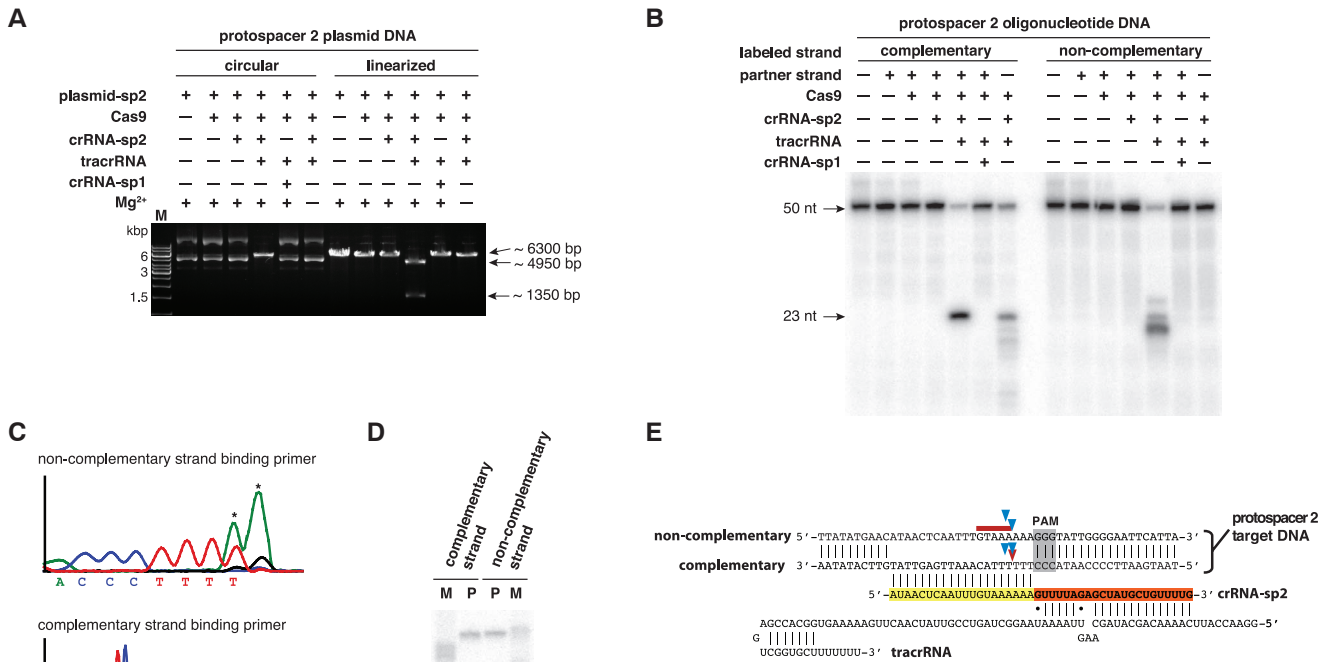 A
protospacer 2 plasmid DNA
circular linearized
plasmid-sp2 + + + + + + + + + + + +
Cas9 — + + + + + — + + + + +
crRNA-sp2 — — + + — + — — + + — +
tracrRNA — — — + + + — — — + + +
crRNA-sp1 — — — — + — — — — — + —
Mg²⁺ + + + + + — + + + + + —
M
kbp
6
3
1.5
~ 6300 bp
~ 4950 bp
~ 1350 bp
B
protospacer 2 oligonucleotide DNA
labeled strand complementary non-complementary
partner strand — + + + + + — — + + + + + —
Cas9 — — + + + + + — — + + + + +
crRNA-sp2 — — — + + — + — — — + + — +
tracrRNA — — — — + + + — — — — + + +
crRNA-sp1 — — — — — + — — — — — — + —
50 nt
23 nt
C
non-complementary strand binding primer
* *
A C C C T T T T
complementary strand binding primer
D
complementary strand
non-complementary strand
M P P M
E
PAM
non-complementary 5'-TTATATGAACATAACTCAATTTGTAAAAAAGGGTATTGGGGAATTCATTA-3'
complementary 3'-AATATACTTGTATTGAGTTAAACATTTTTTCCCATAACCCCTTAAGTAAT-5'
protospacer 2
target DNA
5'-AUAACUCAAUUUGUAAAAAAGUUUUAGAGCUAUGCUGUUUUG-3' crRNA-sp2
AGCCACGGUGAAAAAGUUCAACUAUUGCCUGAUCGGAAUAAAAUU CGAUACGACAAAACUUACCAAGG-5'
G
GAA
UCGGUGCUUUUUUU-3' tracrRNA